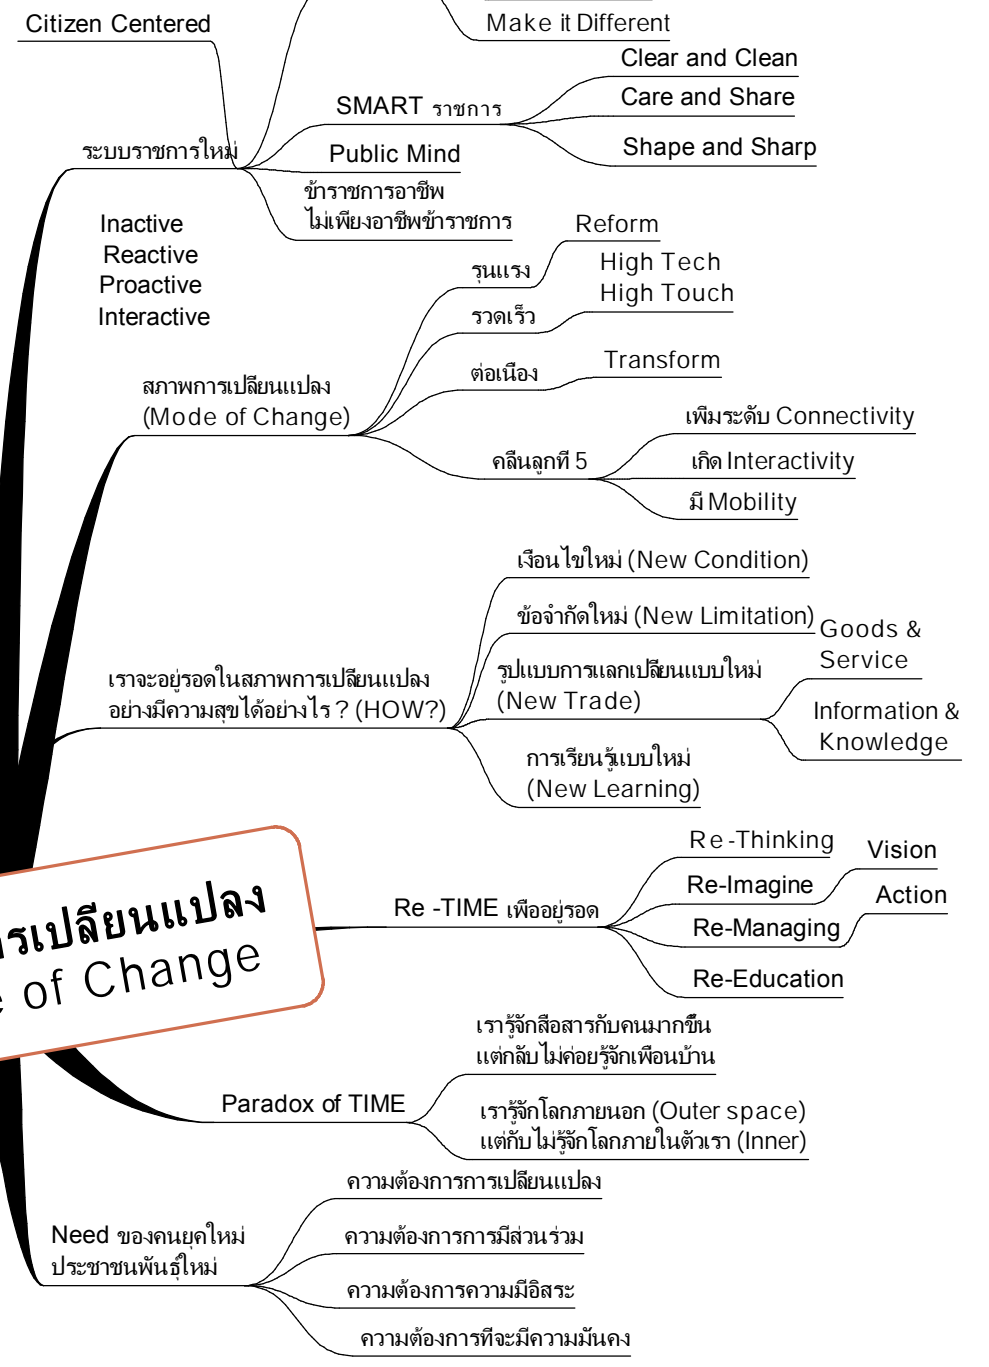 Citizen Centered
Make it Different
Clear and Clean
SMART ราชการ
Care and Share
Shape and Sharp
ระบบราชการใหม่
Public Mind
ข้าราชการอาชีพ
ไม่เพียงอาชีพข้าราชการ
Inactive
Reactive
Proactive
Interactive
รุนแรง
Reform
รวดเร็ว
High Tech
High Touch
สภาพการเปลี่ยนแปลง
(Mode of Change)
ต่อเนื่อง
Transform
คลื่นลูกที่ 5
เพิ่มระดับ Connectivity
เกิด Interactivity
มี Mobility
เราจะอยู่รอดในสภาพการเปลี่ยนแปลง
อย่างมีความสุขได้อย่างไร ? (HOW?)
เงื่อนไขใหม่ (New Condition)
ข้อจำกัดใหม่ (New Limitation)
รูปแบบการแลกเปลี่ยนแบบใหม่
(New Trade)
Goods &
Service
Information &
Knowledge
การเรียนรู้แบบใหม่
(New Learning)
รเปลี่ยนแปลง
of Change
Re -TIME เพื่ออยู่รอด
Re-Thinking
Re-Imagine
Vision
Re-Managing
Action
Re-Education
Paradox of TIME
เรารู้จักสื่อสารกับคนมากขึ้น
แต่กลับไม่ค่อยรู้จักเพื่อนบ้าน
เรารู้จักโลกภายนอก (Outer space)
แต่กับไม่รู้จักโลกภายในตัวเรา (Inner)
Need ของคนยุคใหม่
ประชาชนพันธุ์ใหม่
ความต้องการการเปลี่ยนแปลง
ความต้องการการมีส่วนร่วม
ความต้องการความมีอิสระ
ความต้องการที่จะมีความมั่นคง